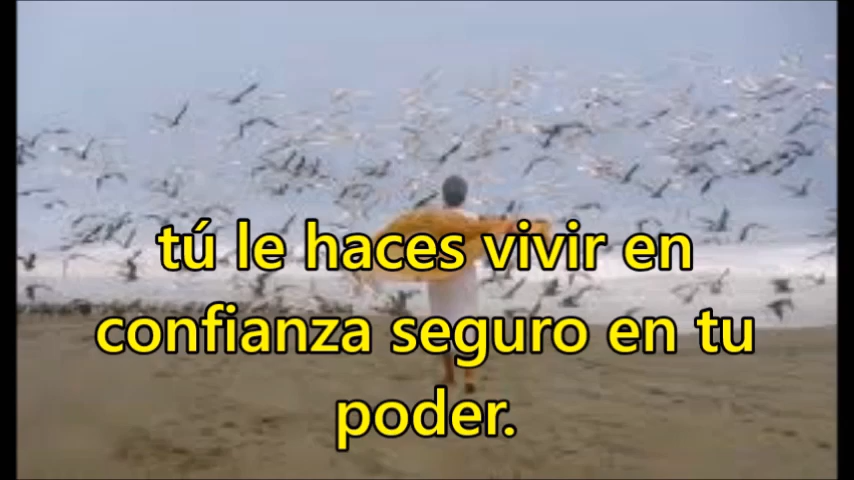 tú le haces vivir en
confianza seguro en tu
poder.